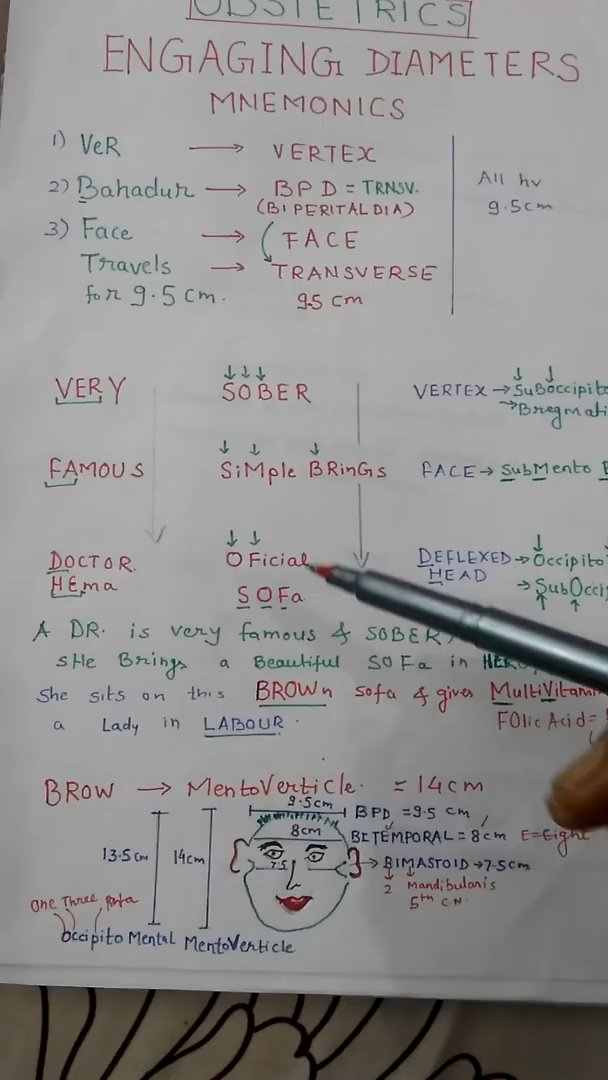 OBSTETRICS
ENGAGING DIAMETERS
MNEMONICS
1) VeR → VERTEX
2) Bahadur → BPD = TRNSV.
(BIPERITAL DIA)
All hv
9.5cm
3) Face → FACE
Travels → TRANSVERSE
for 9.5 cm. 9.5 cm
VERY SOBER VERTEX → SuBoccipito
→ Bregmati
FAMOUS SiMple BRinGs FACE → SubMento B
DOCTOR. OFicial DEFLEXED → Occipito
HEma SOFa HEAD → SubOcci
A DR. is very famous & SOBER,
sHe Brings a Beautiful SOFa in HER
She sits on this BROWn sofa & gives MultiVitam
a Lady in LABOUR. FOlic Acid =
BROW → MentoVerticle. = 14cm
9.5cm BPD = 9.5 cm,
8cm BITEMPORAL = 8cm E=Eight
13.5cm 14cm 7.5 → BIMASTOID → 7.5cm
2 Mandibularis
5th C.N.
One Three Pata
Occipito Mental MentoVerticle